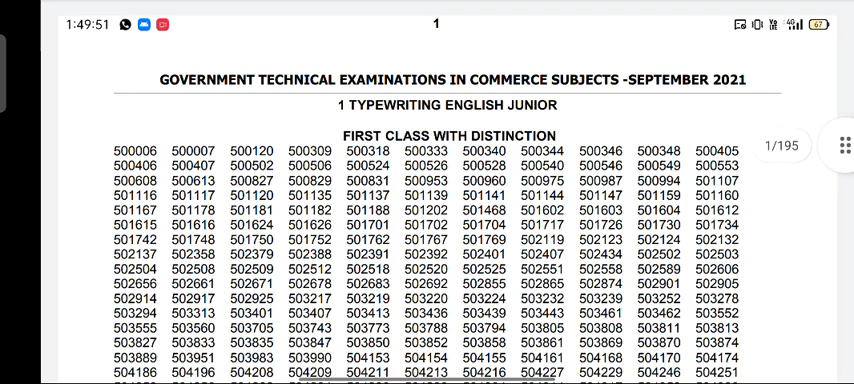 1:49:51 1 4G 67
GOVERNMENT TECHNICAL EXAMINATIONS IN COMMERCE SUBJECTS -SEPTEMBER 2021
1 TYPEWRITING ENGLISH JUNIOR
FIRST CLASS WITH DISTINCTION
1/195
500006 500007 500120 500309 500318 500333 500340 500344 500346 500348 500405
500406 500407 500502 500506 500524 500526 500528 500540 500546 500549 500553
500608 500613 500827 500829 500831 500953 500960 500975 500987 500994 501107
501116 501117 501120 501135 501137 501139 501141 501144 501147 501159 501160
501167 501178 501181 501182 501188 501202 501468 501602 501603 501604 501612
501615 501616 501624 501626 501701 501702 501704 501717 501726 501730 501734
501742 501748 501750 501752 501762 501767 501769 502119 502123 502124 502132
502137 502358 502379 502388 502391 502392 502401 502407 502434 502502 502503
502504 502508 502509 502512 502518 502520 502525 502551 502558 502589 502606
502656 502661 502671 502678 502683 502692 502855 502865 502874 502901 502905
502914 502917 502925 503217 503219 503220 503224 503232 503239 503252 503278
503294 503313 503401 503407 503413 503436 503439 503443 503461 503462 503552
503555 503560 503705 503743 503773 503788 503794 503805 503808 503811 503813
503827 503833 503835 503847 503850 503852 503858 503861 503869 503870 503874
503889 503951 503983 503990 504153 504154 504155 504161 504168 504170 504174
504186 504196 504208 504209 504211 504213 504216 504227 504229 504246 504251